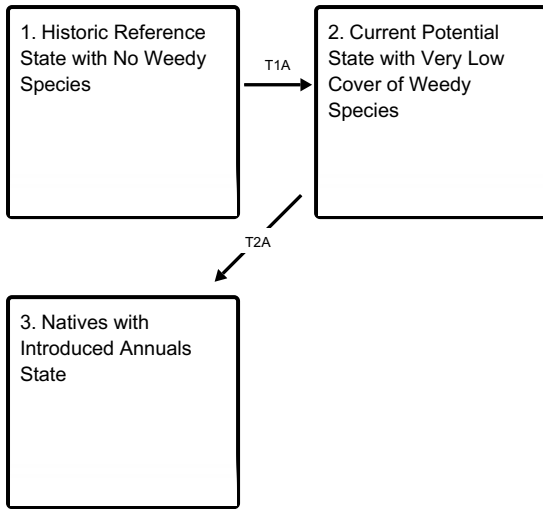 1. Historic Reference
State with No Weedy
Species
T1A
2. Current Potential
State with Very Low
Cover of Weedy
Species
T2A
3. Natives with
Introduced Annuals
State